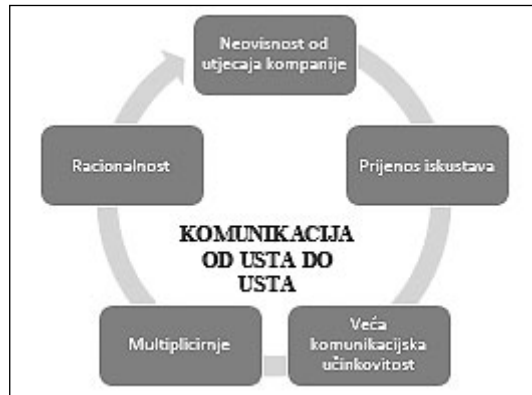 Neovisnost od
utjecaja kompanije
Prijenos iskustava
Veća
komunikacijska
učinkovitost
Multiplicirnje
Racionalnost
KOMUNIKACIJA
OD USTA DO
USTA